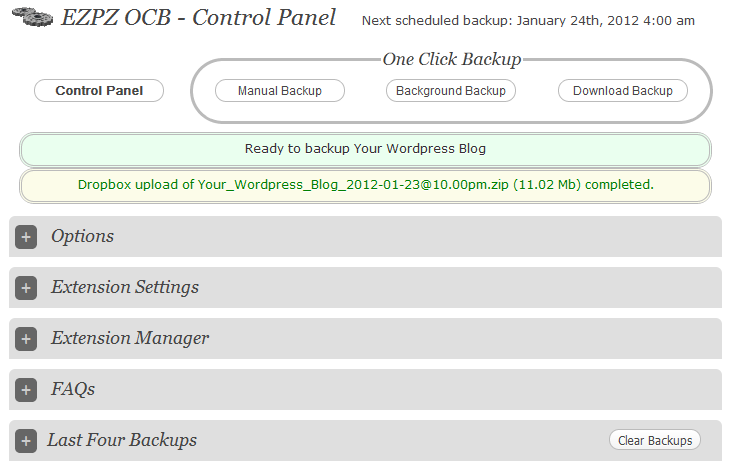 EZPZ OCB - Control Panel Next scheduled backup: January 24th, 2012 4:00 am
One Click Backup
Control Panel Manual Backup Background Backup Download Backup
Ready to backup Your Wordpress Blog
Dropbox upload of Your_Wordpress_Blog_2012-01-23@10.00pm.zip (11.02 Mb) completed.
+ Options
+ Extension Settings
+ Extension Manager
+ FAQs
+ Last Four Backups Clear Backups